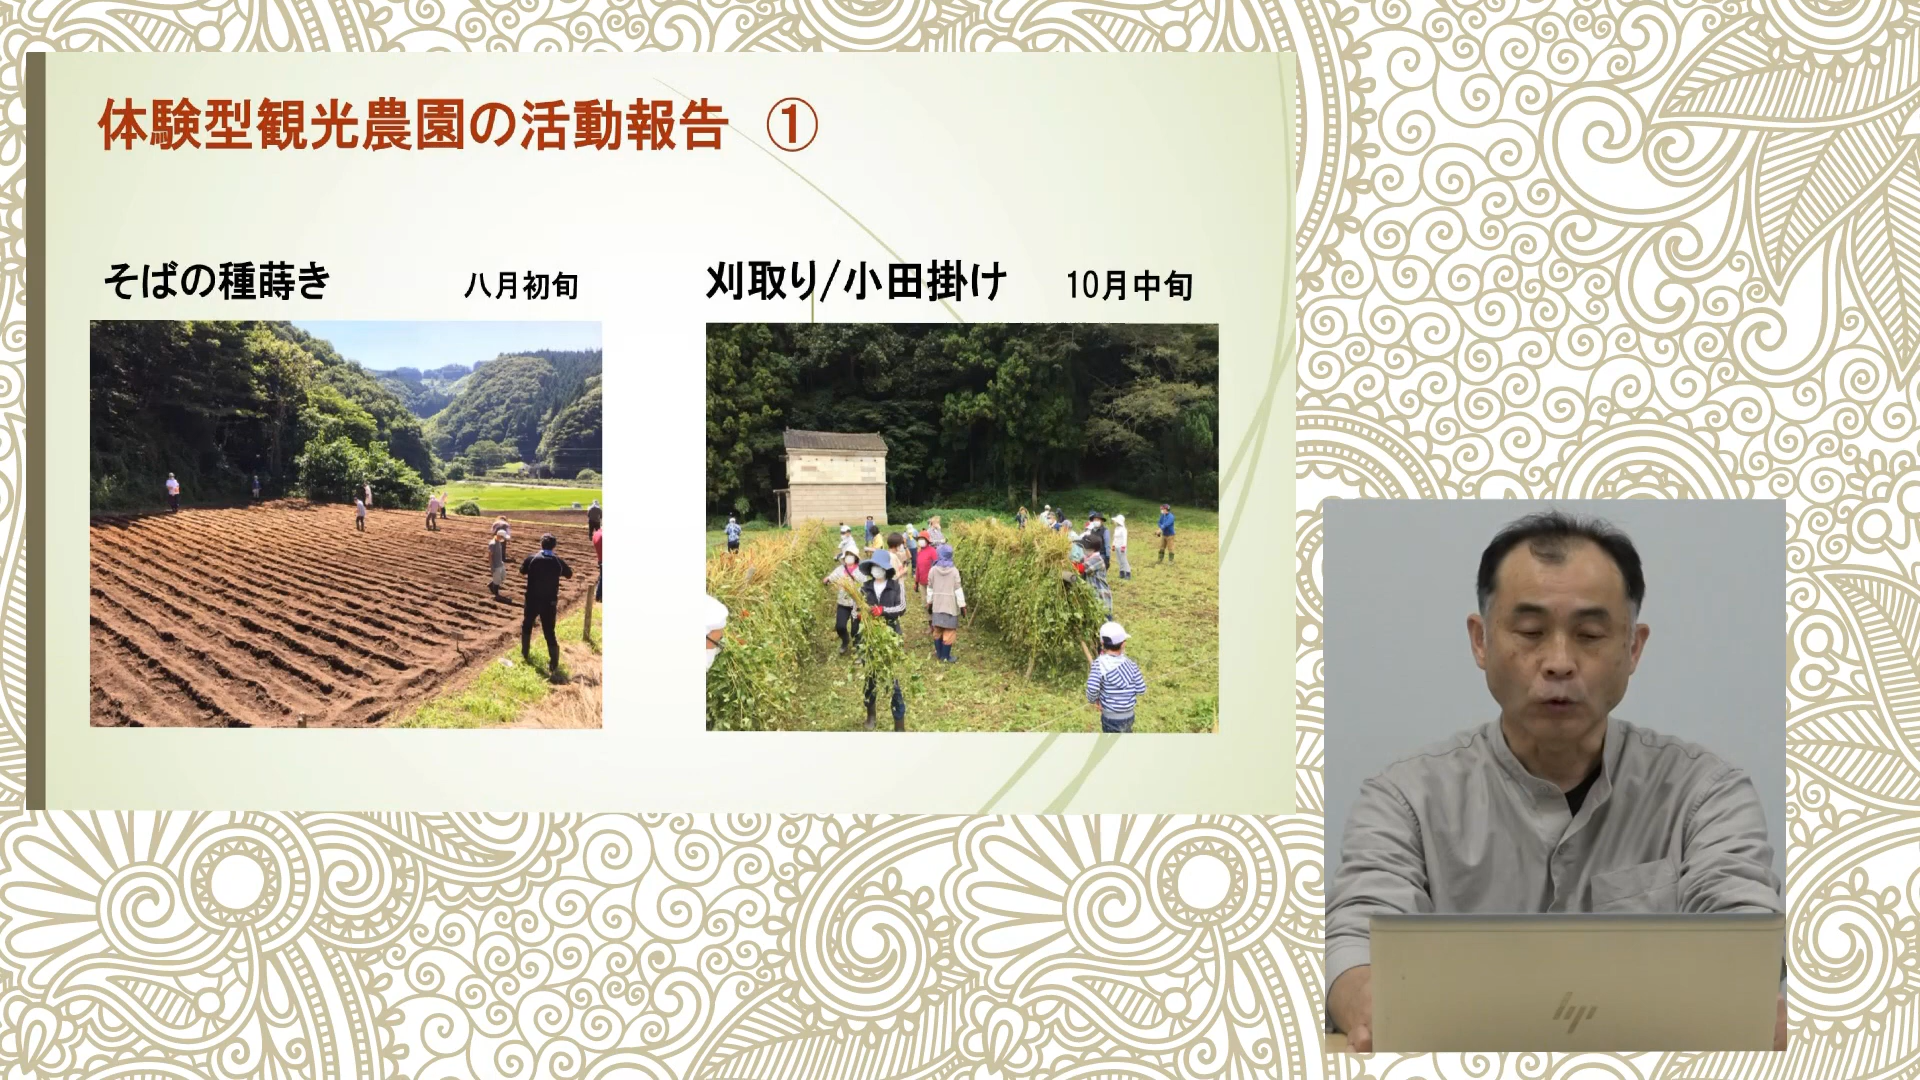 体験型観光農園の活動報告 ①
そばの種蒔き 八月初旬
刈取り/小田掛け 10月中旬
hp